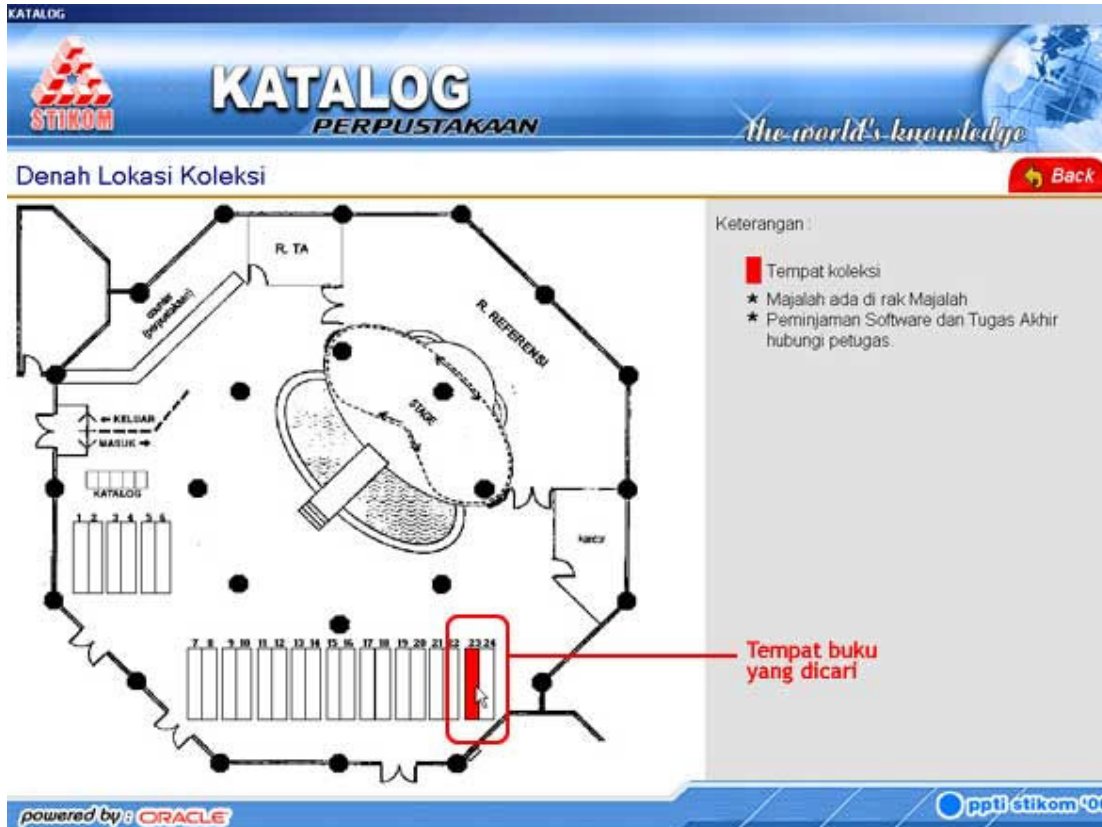 KATALOG
STIKOM
KATALOG
PERPUSTAKAAN
the world's knowledge
Denah Lokasi Koleksi
Back
R. TA
counter
(perpustakaan)
R. REFERENSI
STAGE
← KELUAR
MASUK →
KATALOG
1 2 3 4 5 6
7 8 9 10 11 12 13 14 15 16 17 18 19 20 21 22 23 24
Keterangan :
Tempat koleksi
* Majalah ada di rak Majalah
* Peminjaman Software dan Tugas Akhir
hubungi petugas.
Tempat buku
yang dicari
powered by : ORACLE
ppti stikom